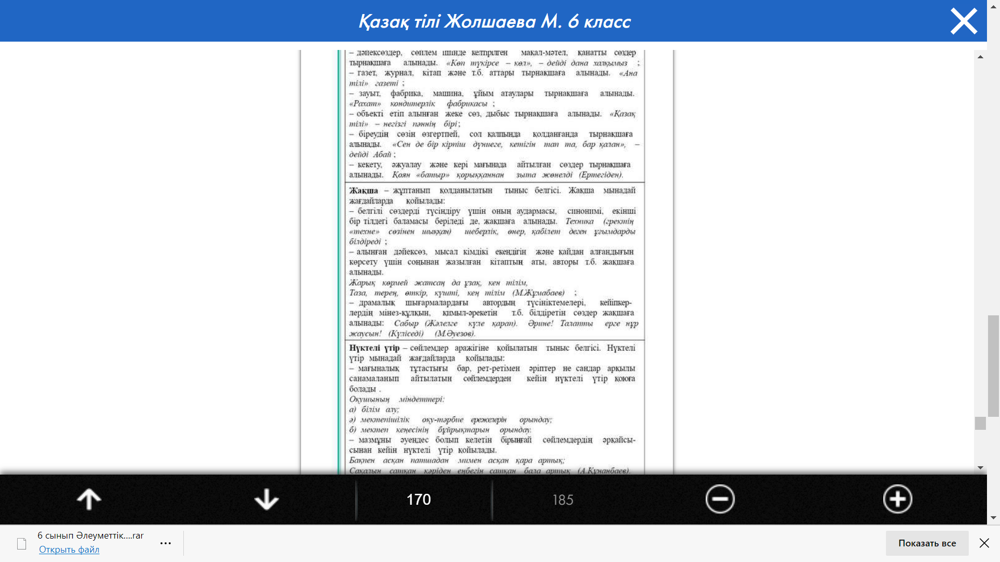 Қазақ тілі Жолшаева М. 6 класс
– дәйексөздер, сөйлем ішінде келтірілген мақал-мәтел, қанатты сөздер
тырнақшаға алынады. «Көп түкірсе – көл», – дейді дана халқымыз ;
– газет, журнал, кітап және т.б. аттары тырнақшаға алынады. «Ана
тілі» газеті ;
– зауыт, фабрика, машина, ұйым атаулары тырнақшаға алынады.
«Рахат» кондитерлік фабрикасы ;
– объекті етіп алынған жеке сөз, дыбыс тырнақшаға алынады. «Қазақ
тілі» – негізгі пәннің бірі;
– біреудің сөзін өзгертпей, сол қалпында қолданғанда тырнақшаға
алынады. «Сен де бір кірпіш дүниеге, кетігін тап та, бар қалан», –
дейді Абай ;
– кекету, әжуалау және кері мағынада айтылған сөздер тырнақшаға
алынады. Қоян «батыр» қорыққаннан зыта жөнелді (Ертегіден).
Жақша – жұптанып қолданылатын тыныс белгісі. Жақша мынадай
жағдайларда қойылады:
– белгілі сөздерді түсіндіру үшін оның аудармасы, синонимі, екінші
бір тілдегі баламасы беріледі де, жақшаға алынады. Техника (гректің
«техне» сөзінен шыққан) шеберлік, өнер, қабілет деген ұғымдарды
білдіреді ;
– алынған дәйексөз, мысал кімдікі екендігін және қайдан алғандығын
көрсету үшін соңынан жазылған кітаптың аты, авторы т.б. жақшаға
алынады.
Жарық көрмей жатсаң да ұзақ, кен тілім,
Таза, терең, өткір, күшті, кең тілім (М.Жұмабаев) ;
– драмалық шығармалардағы автордың түсініктемелері, кейіпкер-
лердің мінез-құлқын, қимыл-әрекетін т.б. білдіретін сөздер жақшаға
алынады: Сабыр (Жәлелге күле қарап). Әрине! Талапты ерге нұр
жаусын! (Күліседі) (М.Әуезов).
Нүктелі үтір – сөйлемдер аражігіне қойылатын тыныс белгісі. Нүктелі
үтір мынадай жағдайларда қойылады:
– мағыналық тұтастығы бар, рет-ретімен әріптер не сандар арқылы
санамаланып айтылатын сөйлемдерден кейін нүктелі үтір қоюға
болады .
Оқушының міндеттері:
а) білім алу;
ә) мектепішілік оқу-тәрбие ережелерін орындау;
б) мектеп кеңесінің бұйрықтарын орындау.
– мазмұны әуендес болып келетін бірыңғай сөйлемдердің әрқайсы-
сынан кейін нүктелі үтір қойылады.
Бақпен асқан патшадан мимен асқан қара артық;
Сақалын сатқан кәріден еңбегін сатқан бала артық (А.Құнанбаев).
170
185
6 сынып Әлеуметтік....rar
Открыть файл
Показать все